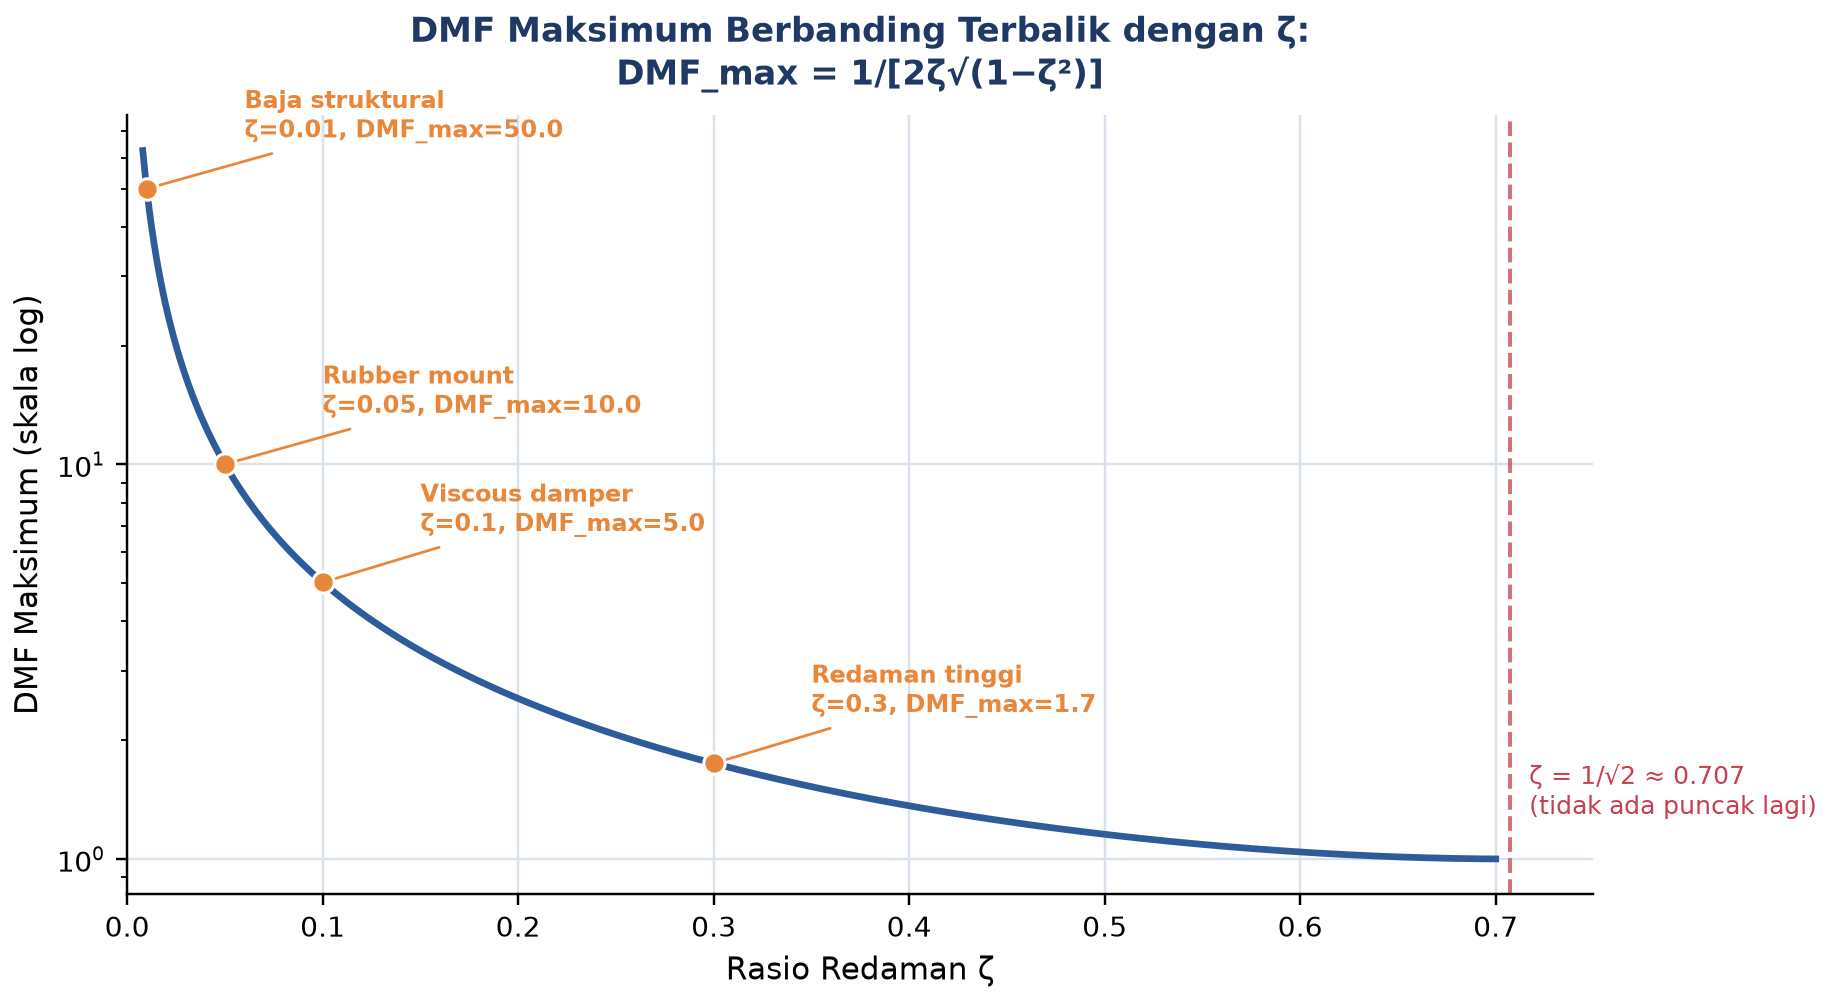 DMF Maksimum Berbanding Terbalik dengan ζ:
DMF_max = 1/[2ζ√(1−ζ²)]
Baja struktural
ζ=0.01, DMF_max=50.0
Rubber mount
ζ=0.05, DMF_max=10.0
Viscous damper
ζ=0.1, DMF_max=5.0
Redaman tinggi
ζ=0.3, DMF_max=1.7
ζ = 1/√2 ≈ 0.707
(tidak ada puncak lagi)
DMF Maksimum (skala log)
10¹
10⁰
0.0 0.1 0.2 0.3 0.4 0.5 0.6 0.7
Rasio Redaman ζ